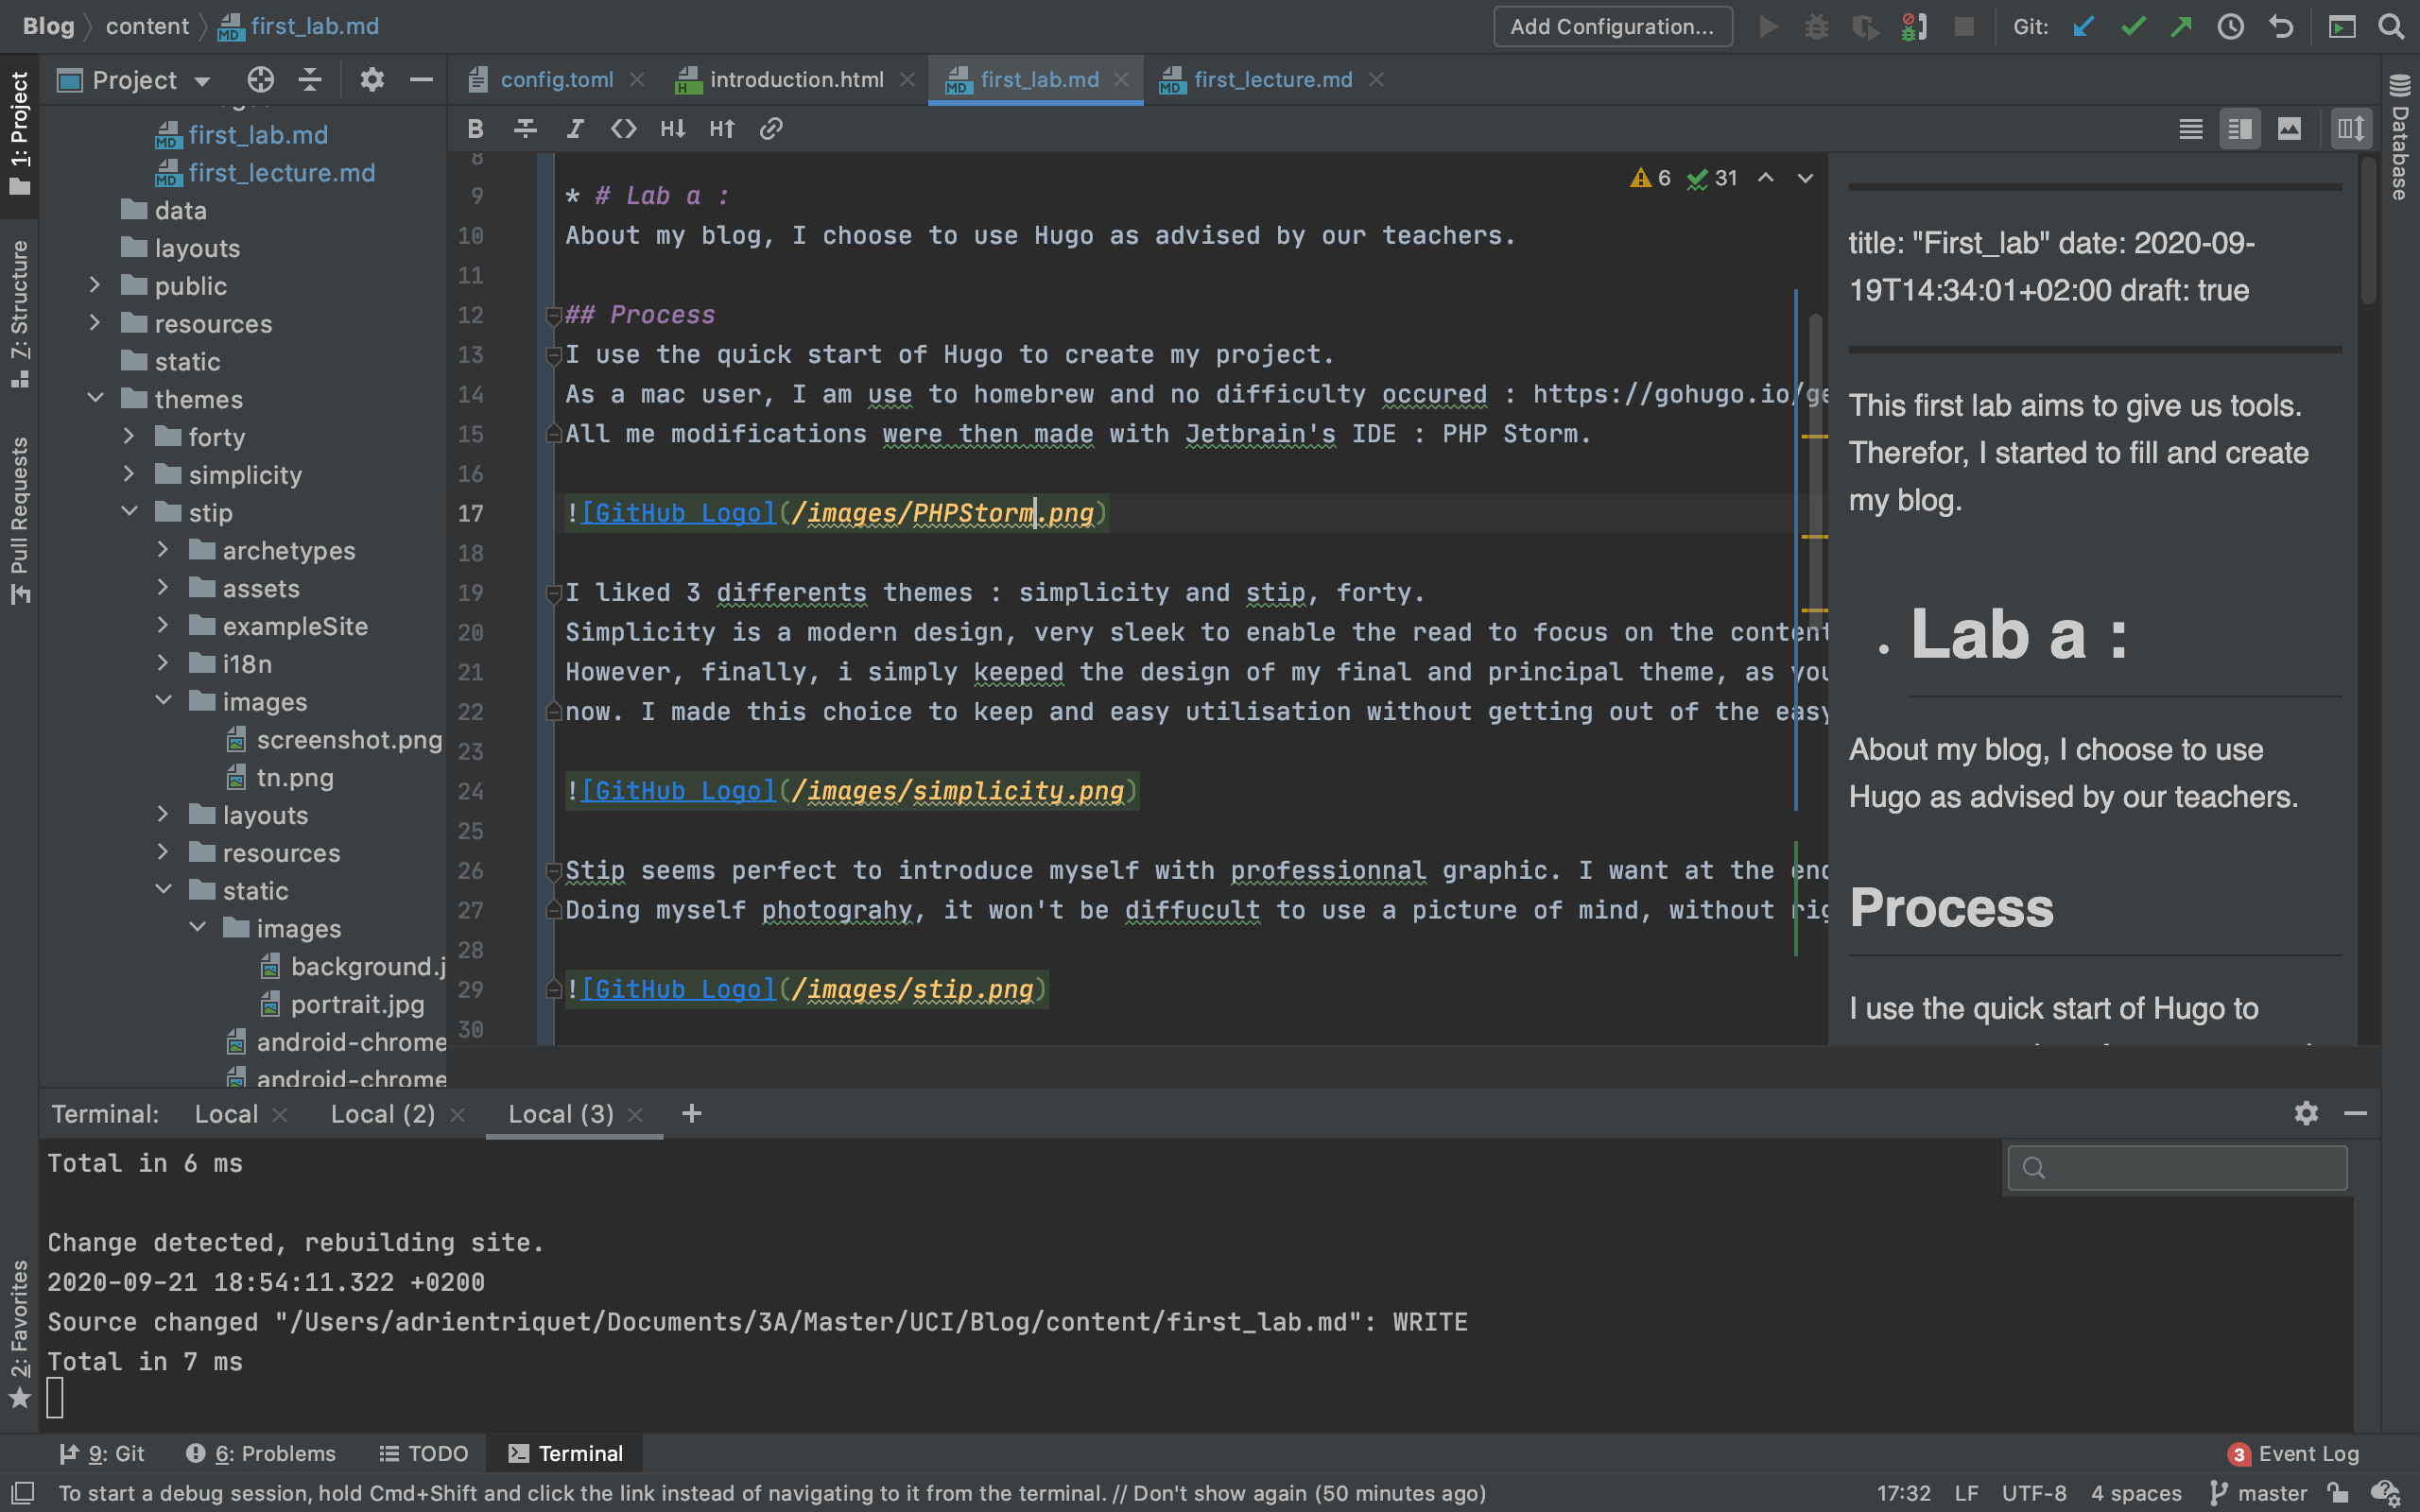 Blog content first_lab.md
Add Configuration...
Git:
1: Project
7: Structure
Pull Requests
2: Favorites
Database
Project
config.toml
introduction.html
first_lab.md
first_lecture.md
first_lab.md
first_lecture.md
data
layouts
public
resources
static
themes
forty
simplicity
stip
archetypes
assets
exampleSite
i18n
images
screenshot.png
tn.png
layouts
resources
static
images
background.j
portrait.jpg
android-chrome
android-chrome
B I <> H↓ H↑
6 31
8
9 * # Lab a :
10 About my blog, I choose to use Hugo as advised by our teachers.
11
12 ## Process
13 I use the quick start of Hugo to create my project.
14 As a mac user, I am use to homebrew and no difficulty occured : https://gohugo.io/ge
15 All me modifications were then made with Jetbrain's IDE : PHP Storm.
16
17 ![GitHub Logo](/images/PHPStorm.png)
18
19 I liked 3 differents themes : simplicity and stip, forty.
20 Simplicity is a modern design, very sleek to enable the read to focus on the content
21 However, finally, i simply keeped the design of my final and principal theme, as you
22 now. I made this choice to keep and easy utilisation without getting out of the easy
23
24 ![GitHub Logo](/images/simplicity.png)
25
26 Stip seems perfect to introduce myself with professionnal graphic. I want at the end
27 Doing myself photograhy, it won't be diffucult to use a picture of mind, without rig
28
29 ![GitHub Logo](/images/stip.png)
30
title: "First_lab" date: 2020-09-
19T14:34:01+02:00 draft: true
This first lab aims to give us tools.
Therefor, I started to fill and create
my blog.
• Lab a :
About my blog, I choose to use
Hugo as advised by our teachers.
Process
I use the quick start of Hugo to
Terminal: Local Local (2) Local (3) +
Total in 6 ms
Change detected, rebuilding site.
2020-09-21 18:54:11.322 +0200
Source changed "/Users/adrientriquet/Documents/3A/Master/UCI/Blog/content/first_lab.md": WRITE
Total in 7 ms
9: Git 6: Problems TODO Terminal
3 Event Log
To start a debug session, hold Cmd+Shift and click the link instead of navigating to it from the terminal. // Don't show again (50 minutes ago)
17:32 LF UTF-8 4 spaces master